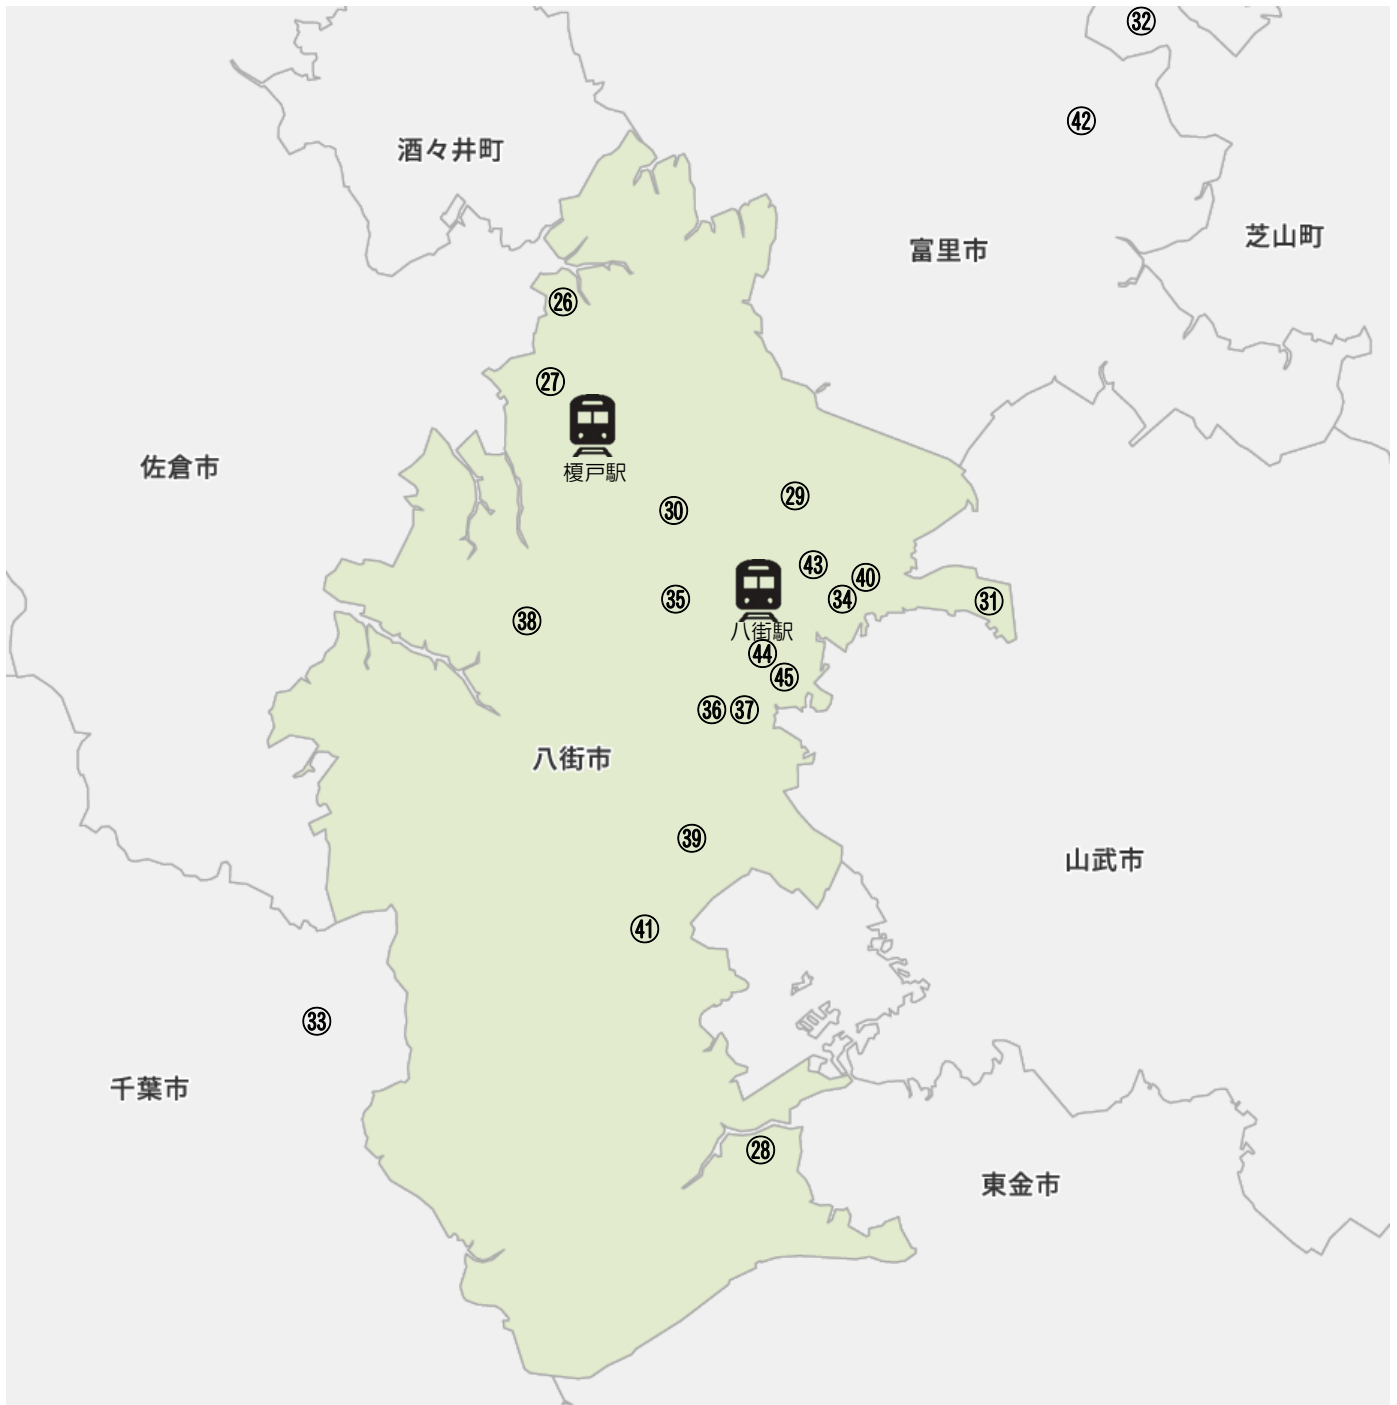 ㉜
㊷
酒々井町
芝山町
富里市
㉖
㉗
佐倉市
榎戸駅
㉙
㉚
㊸
㊵
㉟
㉞
㉛
㊳
八街駅
㊹
㊺
㊱ ㊲
八街市
㊴
山武市
㊶
㉝
千葉市
㉘
東金市